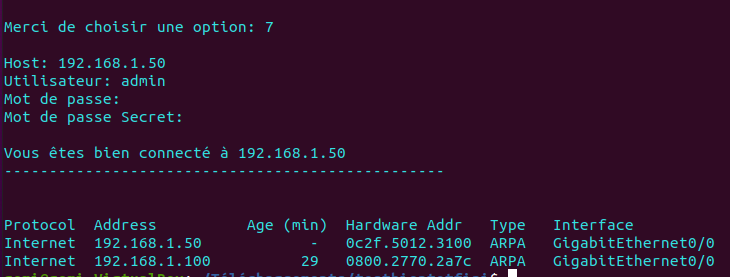 Merci de choisir une option: 7
Host: 192.168.1.50
Utilisateur: admin
Mot de passe:
Mot de passe Secret:
Vous êtes bien connecté à 192.168.1.50
------------------------------------------------
Protocol  Address          Age (min)  Hardware Addr   Type   Interface
Internet  192.168.1.50            -   0c2f.5012.3100  ARPA   GigabitEthernet0/0
Internet  192.168.1.100          29   0800.2770.2a7c  ARPA   GigabitEthernet0/0